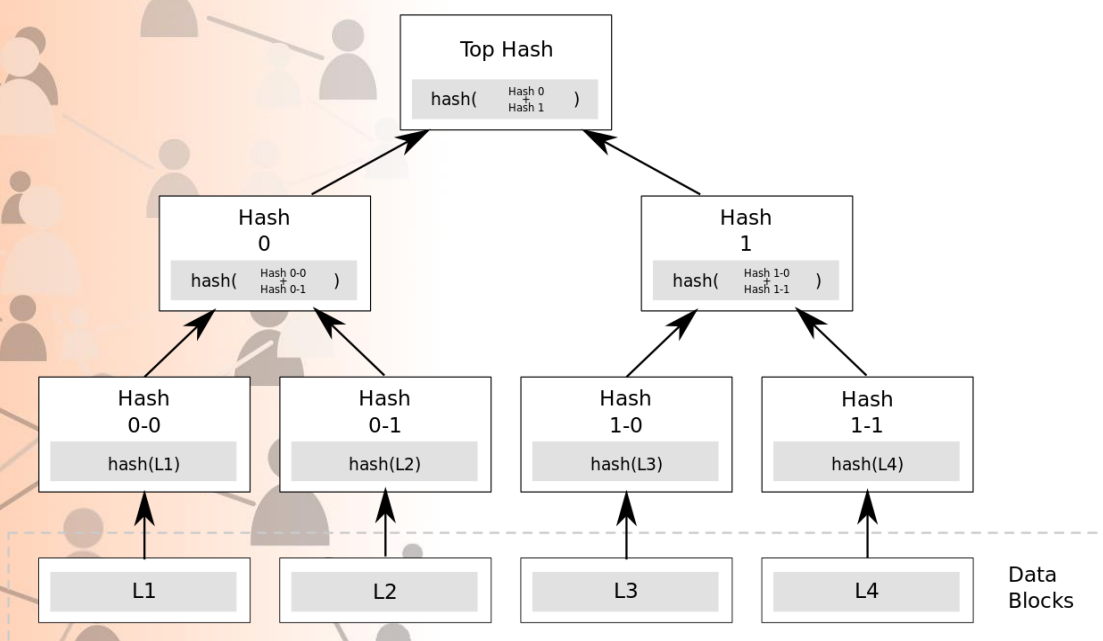 Top Hash
hash( Hash 0 + Hash 1 )
Hash
0
hash( Hash 0-0 + Hash 0-1 )
Hash
1
hash( Hash 1-0 + Hash 1-1 )
Hash
0-0
hash(L1)
Hash
0-1
hash(L2)
Hash
1-0
hash(L3)
Hash
1-1
hash(L4)
L1
L2
L3
L4
Data
Blocks